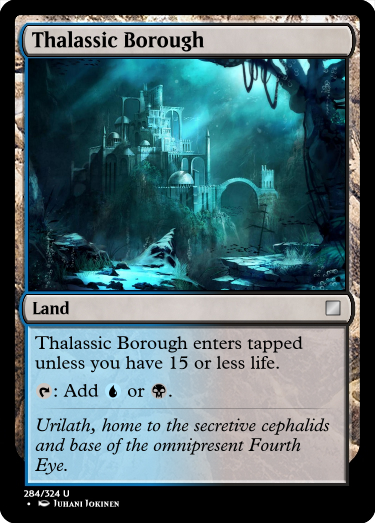 Thalassic Borough
Land
Thalassic Borough enters tapped
unless you have 15 or less life.
: Add or .
Urilath, home to the secretive cephalids
and base of the omnipresent Fourth
Eye.
284/324 U
• Juhani Jokinen